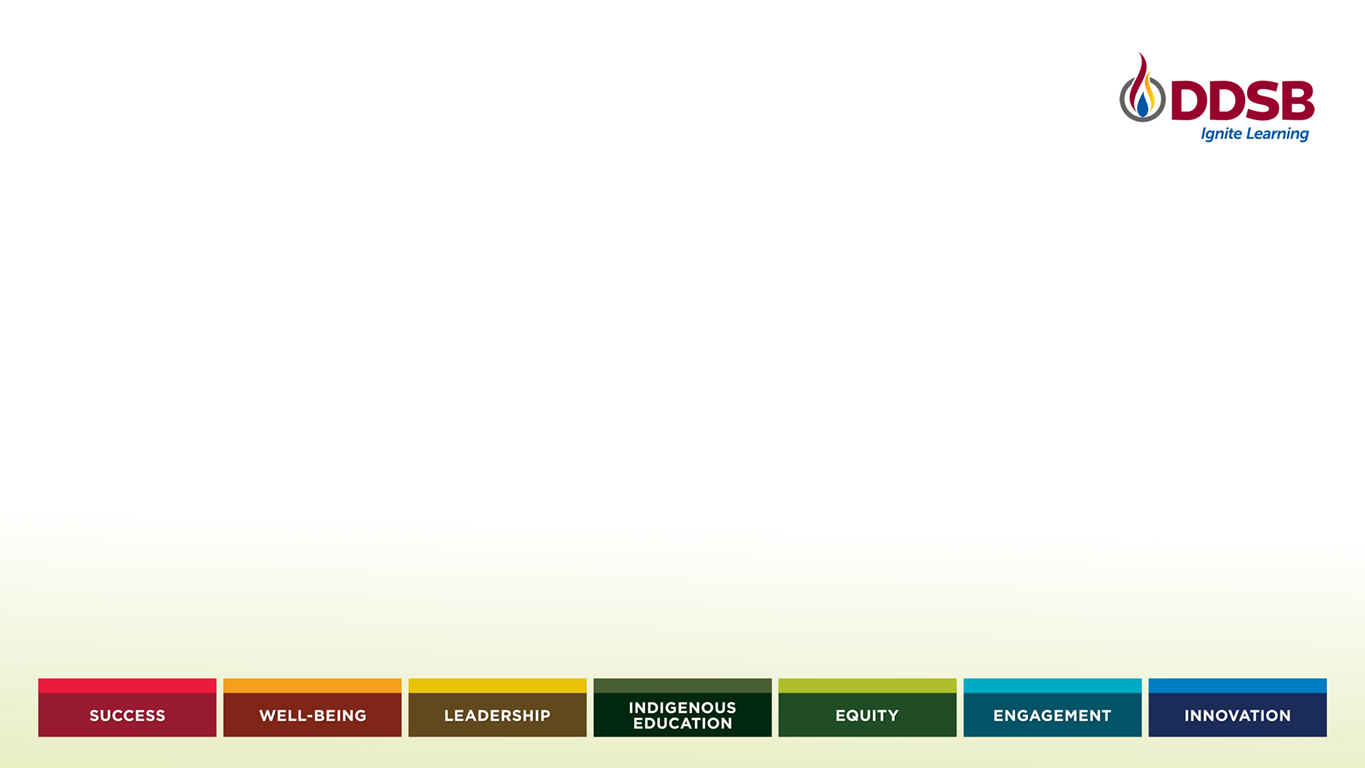 DDSB
Ignite Learning
SUCCESS
WELL-BEING
LEADERSHIP
INDIGENOUS
EDUCATION
EQUITY
ENGAGEMENT
INNOVATION